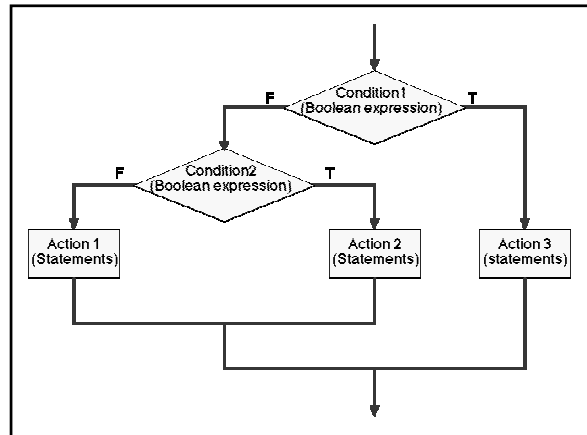 Condition1
(Boolean expression)
F
T
Condition2
(Boolean expression)
F
T
Action 1
(Statements)
Action 2
(Statements)
Action 3
(statements)